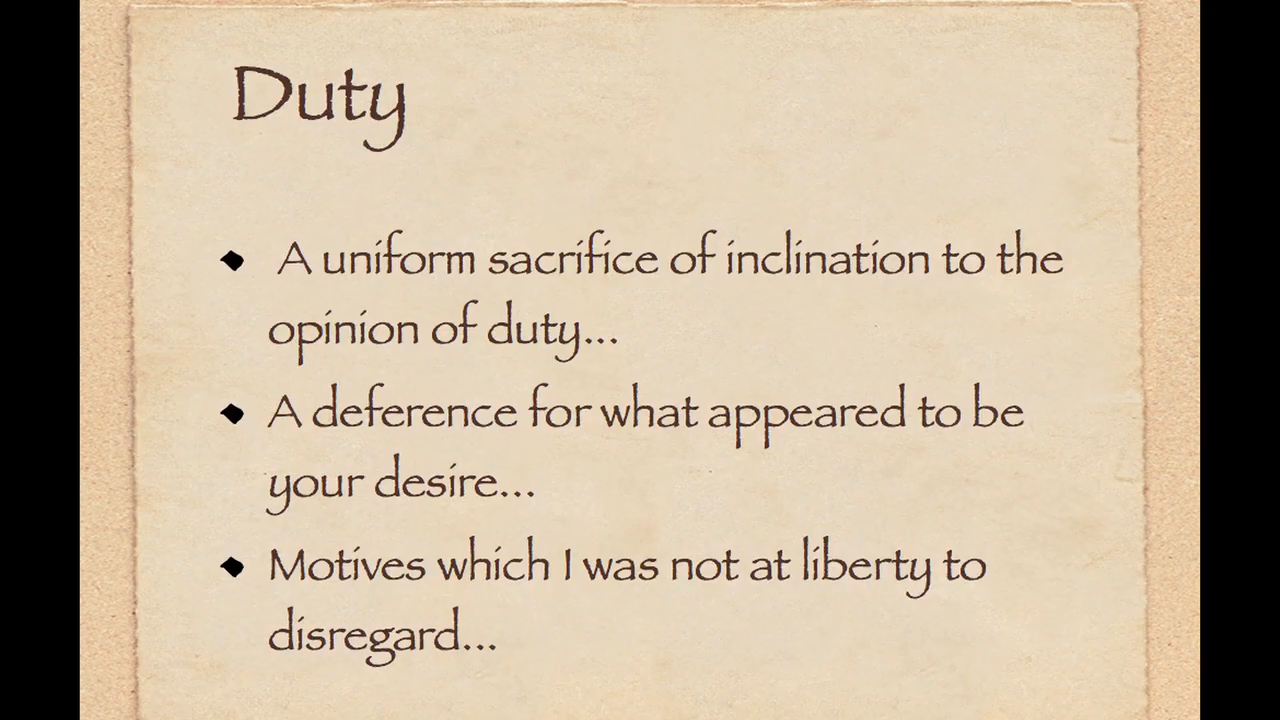 Duty
A uniform sacrifice of inclination to the
opinion of duty...
A deference for what appeared to be
your desire...
Motives which I was not at liberty to
disregard...